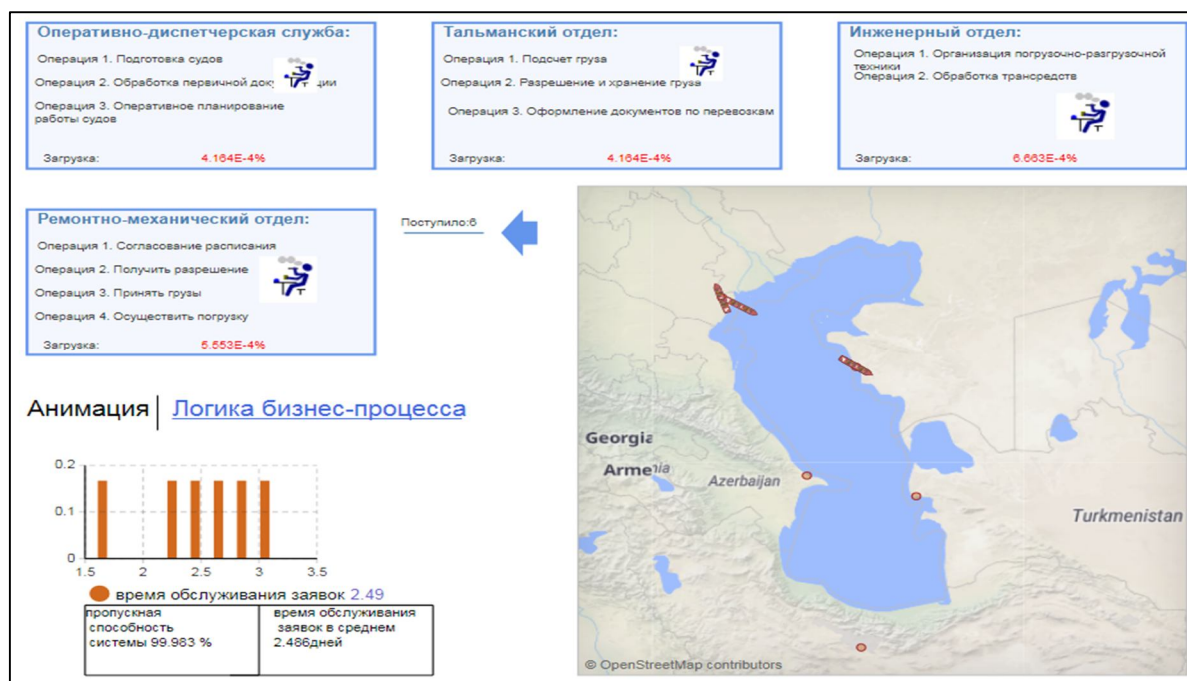 Оперативно-диспетчерская служба:
Операция 1. Подготовка судов
Операция 2. Обработка первичной
Операция 3. Оперативное планирование
работы судов
Загрузка: 4.164E-4%
Тальманский отдел:
Операция 1. Подсчет груза
Операция 2. Разрешение и хранение груза
Операция 3. Оформление документов по перевозкам
Загрузка: 4.164E-4%
Инженерный отдел:
Операция 1. Организация погрузочно-разгрузочной
техники
Операция 2. Обработка трансредств
Загрузка: 6.663E-4%
Ремонтно-механический отдел:
Операция 1. Согласование расписания
Операция 2. Получить разрешение
Операция 3. Принять грузы
Операция 4. Осуществить погрузку
Загрузка: 5.553E-4%
Поступило:6
Анимация Логика бизнес-процесса
0.2
0.1
0
1.5 2 2.5 3 3.5
время обслуживания заявок 2.49
пропускная
способность
системы 99.983 %
время обслуживания
заявок в среднем
2.486дней
Georgia
Armenia
Azerbaijan
Turkmenistan
© OpenStreetMap contributors